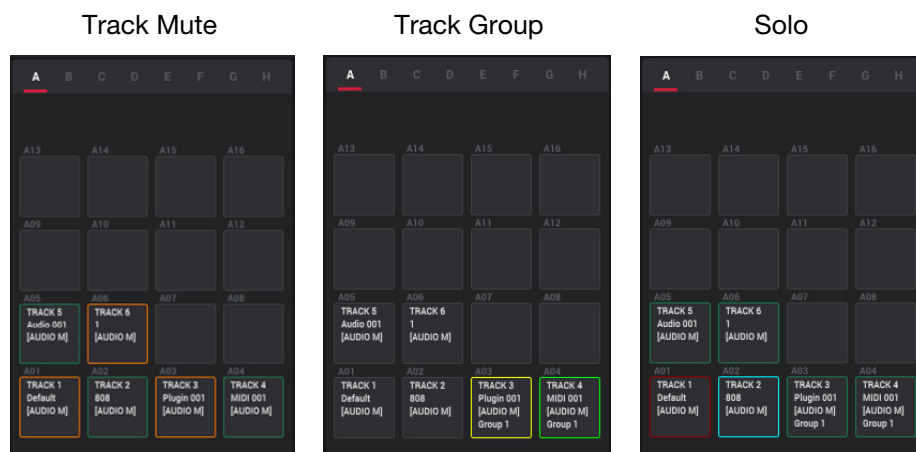 Track Mute
A B C D E F G H
A13 A14 A15 A16
A09 A10 A11 A12
A05 A06 A07 A08
TRACK 5
Audio 001
[AUDIO M]
TRACK 6
1
[AUDIO M]
A01 A02 A03 A04
TRACK 1
Default
[AUDIO M]
TRACK 2
808
[AUDIO M]
TRACK 3
Plugin 001
[AUDIO M]
TRACK 4
MIDI 001
[AUDIO M]
Track Group
A B C D E F G H
A13 A14 A15 A16
A09 A10 A11 A12
A05 A06 A07 A08
TRACK 5
Audio 001
[AUDIO M]
TRACK 6
1
[AUDIO M]
A01 A02 A03 A04
TRACK 1
Default
[AUDIO M]
TRACK 2
808
[AUDIO M]
TRACK 3
Plugin 001
[AUDIO M]
Group 1
TRACK 4
MIDI 001
[AUDIO M]
Group 1
Solo
A B C D E F G H
A13 A14 A15 A16
A09 A10 A11 A12
A05 A06 A07 A08
TRACK 5
Audio 001
[AUDIO M]
TRACK 6
1
[AUDIO M]
A01 A02 A03 A04
TRACK 1
Default
[AUDIO M]
TRACK 2
808
[AUDIO M]
TRACK 3
Plugin 001
[AUDIO M]
Group 1
TRACK 4
MIDI 001
[AUDIO M]
Group 1